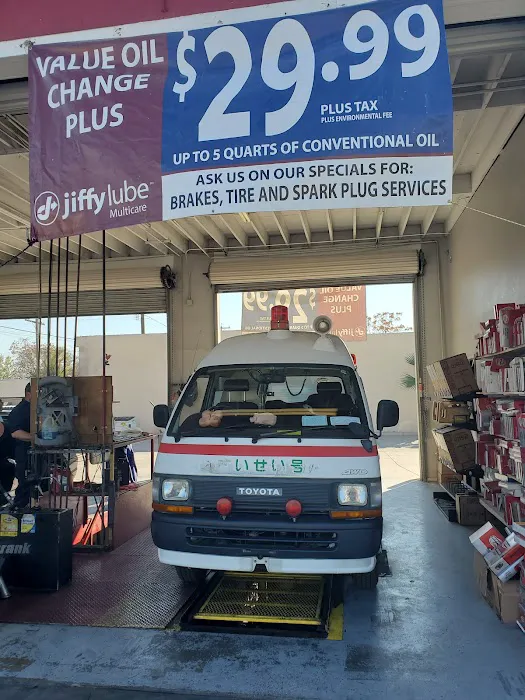 VALUE OIL
CHANGE
PLUS
$29.99
PLUS TAX
PLUS ENVIRONMENTAL FEE
UP TO 5 QUARTS OF CONVENTIONAL OIL
ASK US ON OUR SPECIALS FOR:
BRAKES, TIRE AND SPARK PLUG SERVICES
jiffylube
Multicare
いせい号
4WD
TOYOTA